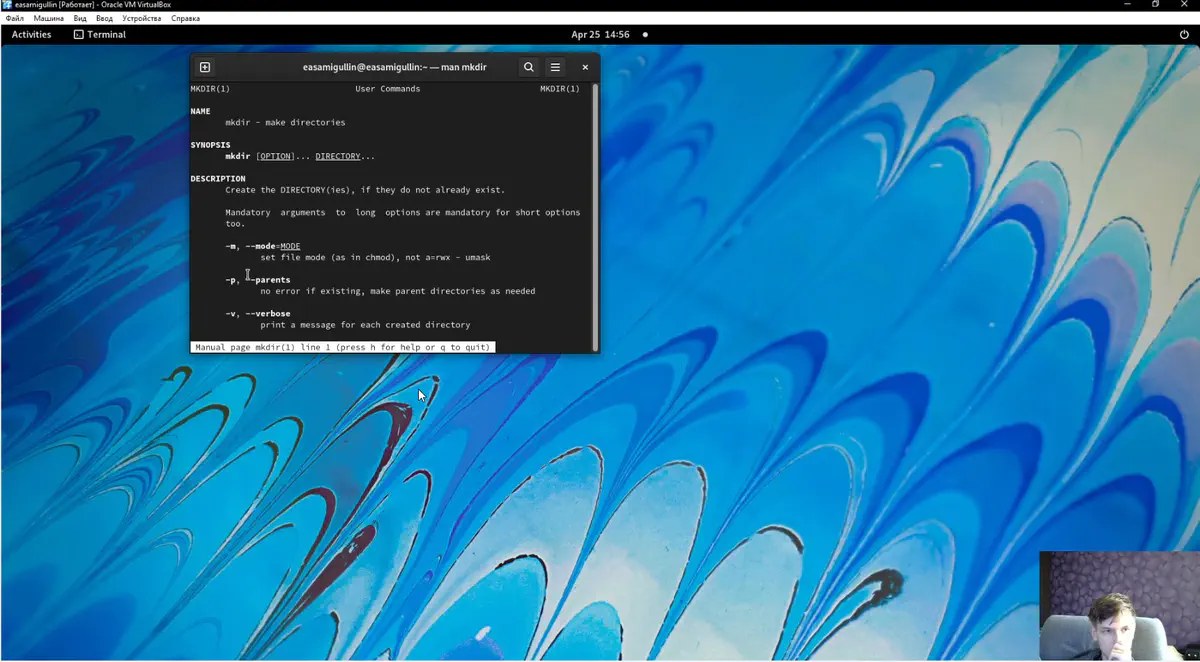 easamigullin [Работает] - Oracle VM VirtualBox
Файл Машина Вид Ввод Устройства Справка
Activities Terminal Apr 25 14:56
easamigullin@easamigullin:~ — man mkdir
MKDIR(1) User Commands MKDIR(1)
NAME
mkdir - make directories
SYNOPSIS
mkdir [OPTION]... DIRECTORY...
DESCRIPTION
Create the DIRECTORY(ies), if they do not already exist.
Mandatory arguments to long options are mandatory for short options
too.
-m, --mode=MODE
set file mode (as in chmod), not a=rwx - umask
-p, --parents
no error if existing, make parent directories as needed
-v, --verbose
print a message for each created directory
Manual page mkdir(1) line 1 (press h for help or q to quit)